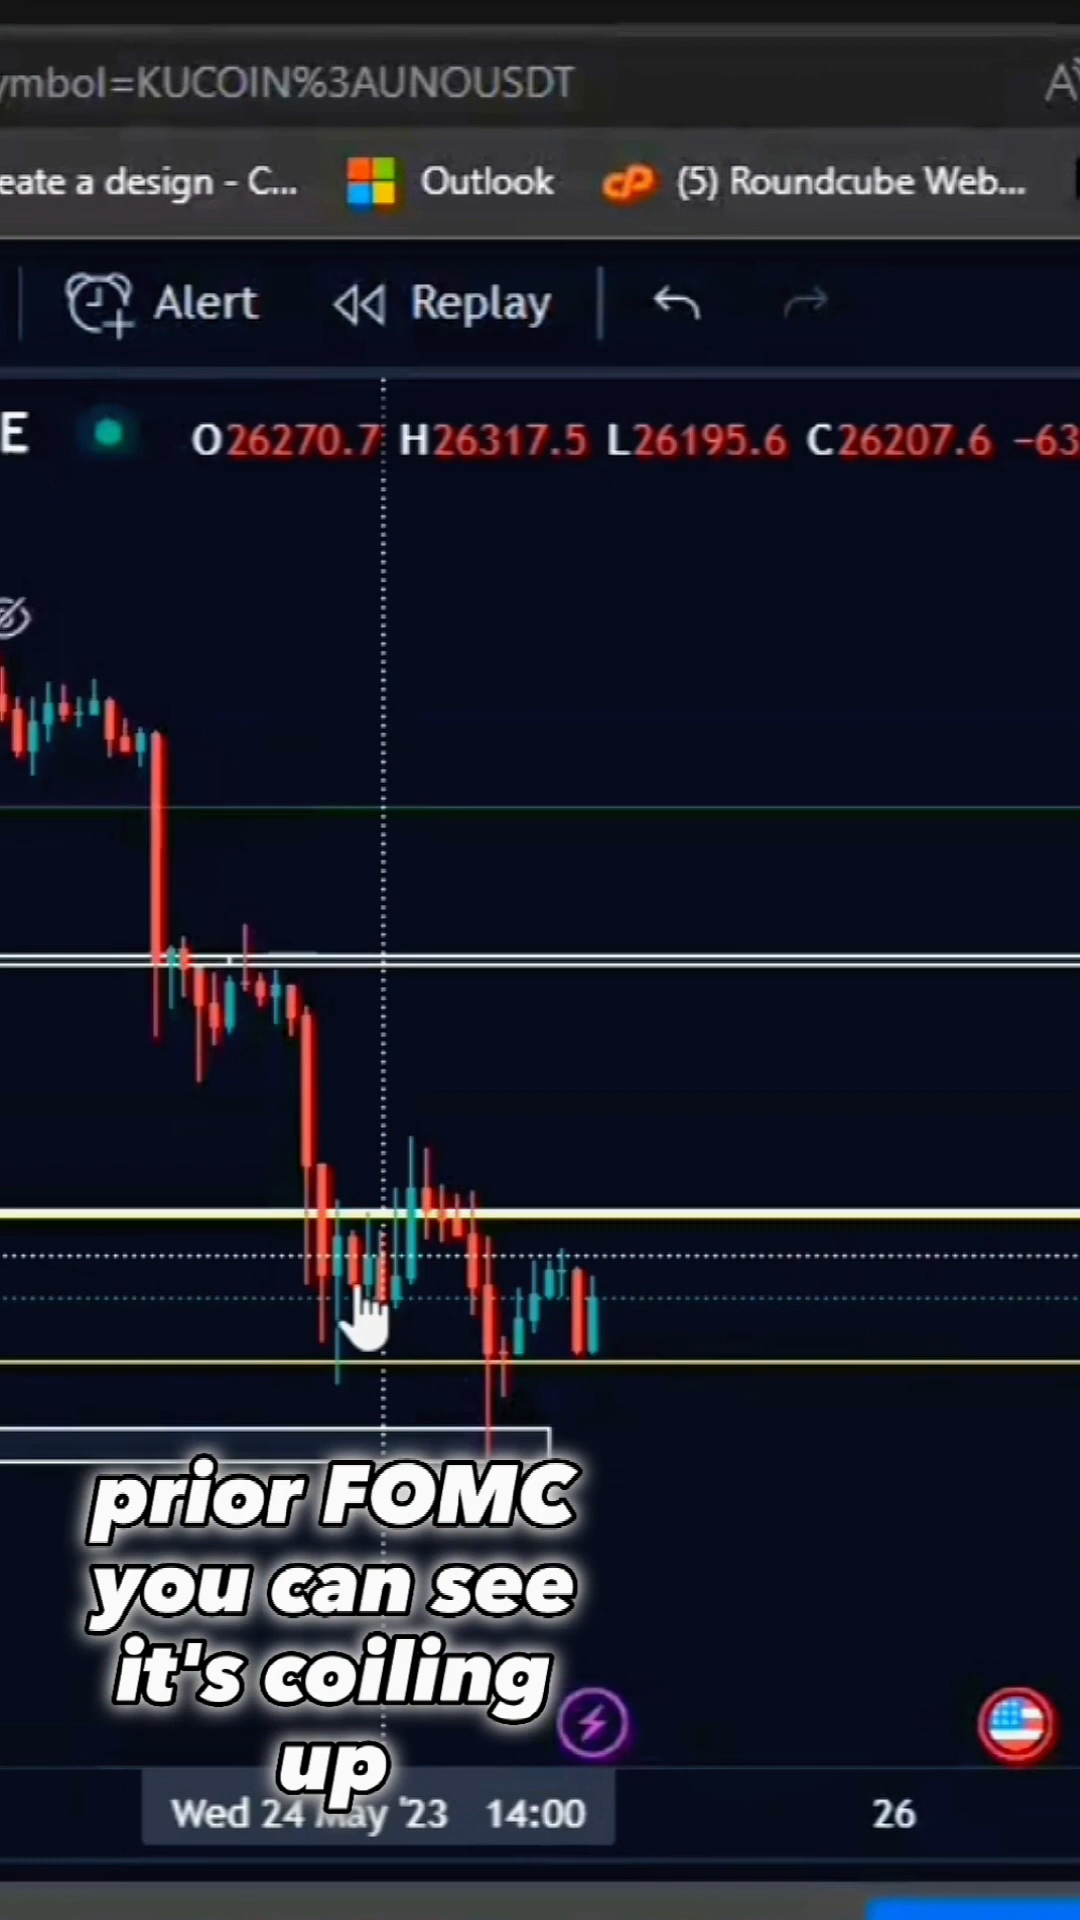 ymbol=KUCOIN%3AUNOUSDT
eate a design - C... Outlook (5) Roundcube Web...
Alert Replay
E O26270.7 H26317.5 L26195.6 C26207.6 −63
prior FOMC
you can see
it's coiling
up
Wed 24 May '23 14:00 26